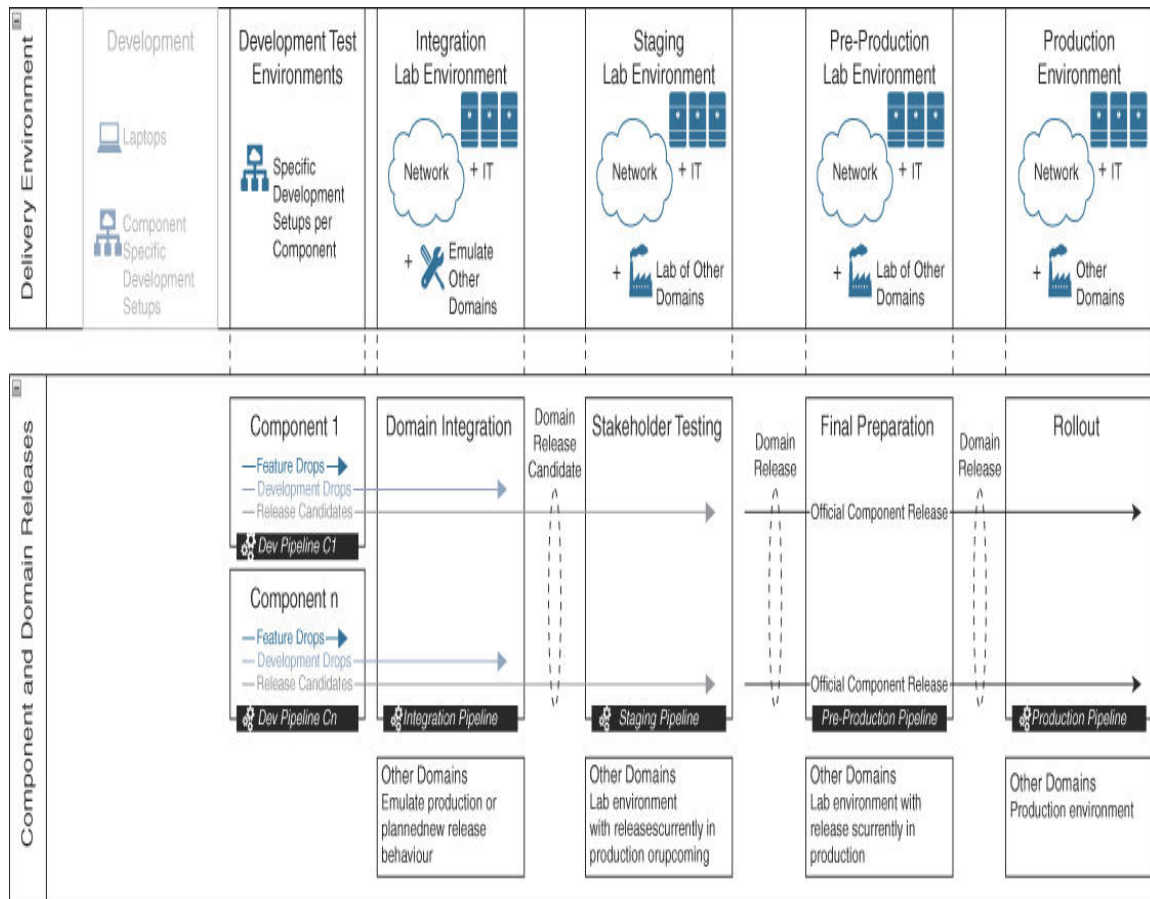 Delivery Environment
Development
Laptops
Component
Specific
Development
Setups
Development Test
Environments
Specific
Development
Setups per
Component
Integration
Lab Environment
Network
+ IT
+
Emulate
Other
Domains
Staging
Lab Environment
Network
+ IT
+
Lab of Other
Domains
Pre-Production
Lab Environment
Network
+ IT
+
Lab of Other
Domains
Production
Environment
Network
+ IT
+
Other
Domains
Component and Domain Releases
Component 1
Feature Drops
Development Drops
Release Candidates
Dev Pipeline C1
Component n
Feature Drops
Development Drops
Release Candidates
Dev Pipeline Cn
Domain Integration
Integration Pipeline
Domain
Release
Candidate
Stakeholder Testing
Staging Pipeline
Domain
Release
Final Preparation
Official Component Release
Official Component Release
Pre-Production Pipeline
Domain
Release
Rollout
Production Pipeline
Other Domains
Emulate production or
plannednew release
behaviour
Other Domains
Lab environment
with releasescurrently in
production orupcoming
Other Domains
Lab environment with
release scurrently in
production
Other Domains
Production environment